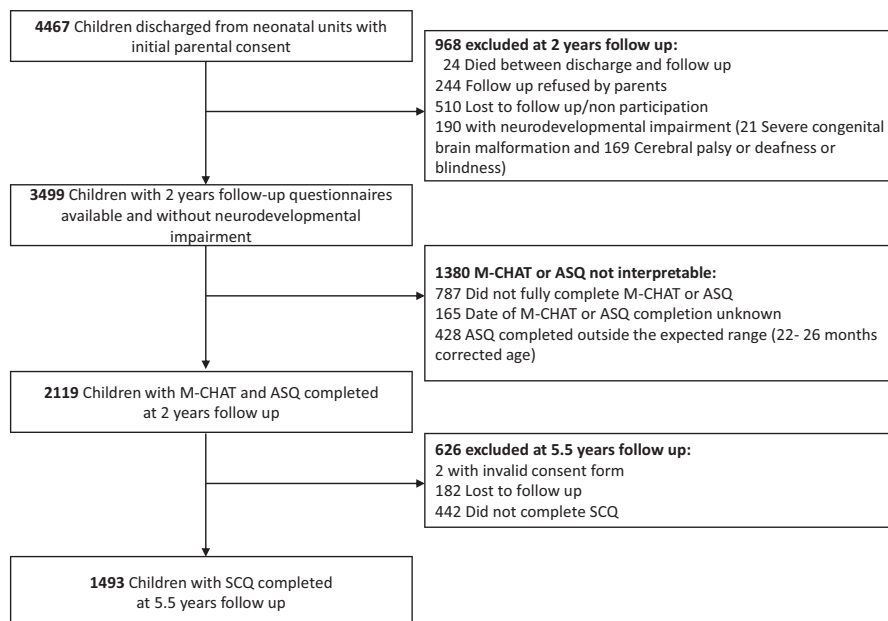 4467 Children discharged from neonatal units with
initial parental consent
968 excluded at 2 years follow up:
24 Died between discharge and follow up
244 Follow up refused by parents
510 Lost to follow up/non participation
190 with neurodevelopmental impairment (21 Severe congenital
brain malformation and 169 Cerebral palsy or deafness or
blindness)
3499 Children with 2 years follow-up questionnaires
available and without neurodevelopmental
impairment
1380 M-CHAT or ASQ not interpretable:
787 Did not fully complete M-CHAT or ASQ
165 Date of M-CHAT or ASQ completion unknown
428 ASQ completed outside the expected range (22- 26 months
corrected age)
2119 Children with M-CHAT and ASQ completed
at 2 years follow up
626 excluded at 5.5 years follow up:
2 with invalid consent form
182 Lost to follow up
442 Did not complete SCQ
1493 Children with SCQ completed
at 5.5 years follow up